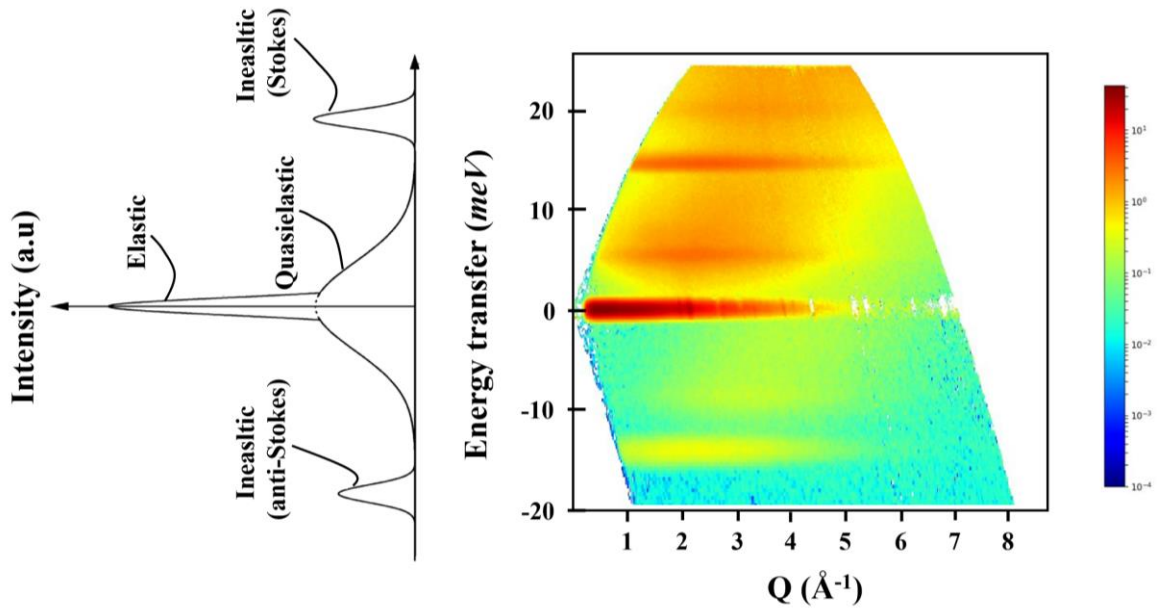 Intensity (a.u)
Elastic
Ineasltic
(Stokes)
Quasielastic
Ineasltic
(anti-Stokes)
Energy transfer (meV)
20
10
0
-10
-20
1 2 3 4 5 6 7 8
Q (Å-1)
10¹
10⁰
10⁻¹
10⁻²
10⁻³
10⁻⁴